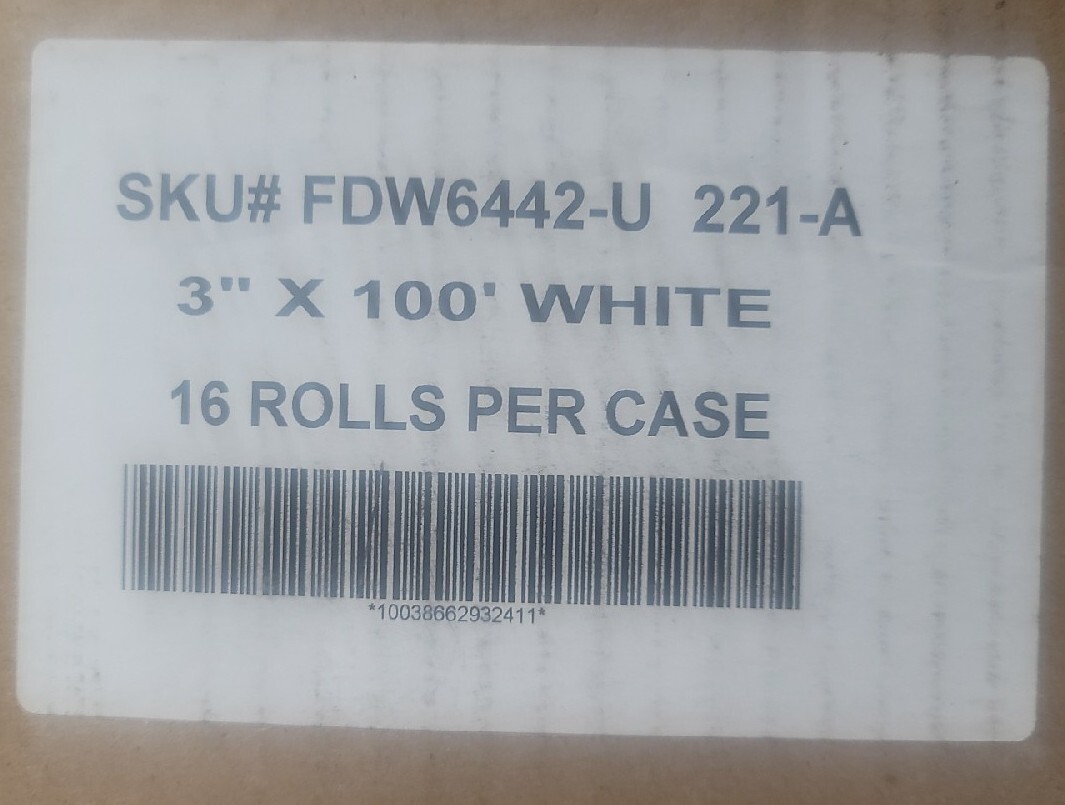 SKU# FDW6442-U 221-A
3" X 100' WHITE
16 ROLLS PER CASE
*10038662932411*